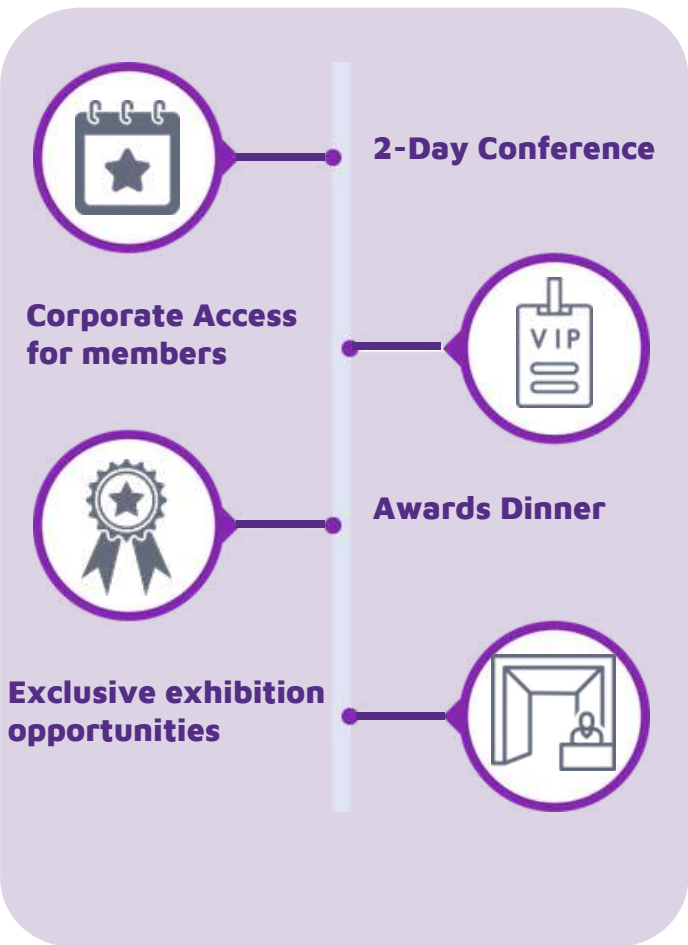 2-Day Conference
Corporate Access
for members
VIP
Awards Dinner
Exclusive exhibition
opportunities